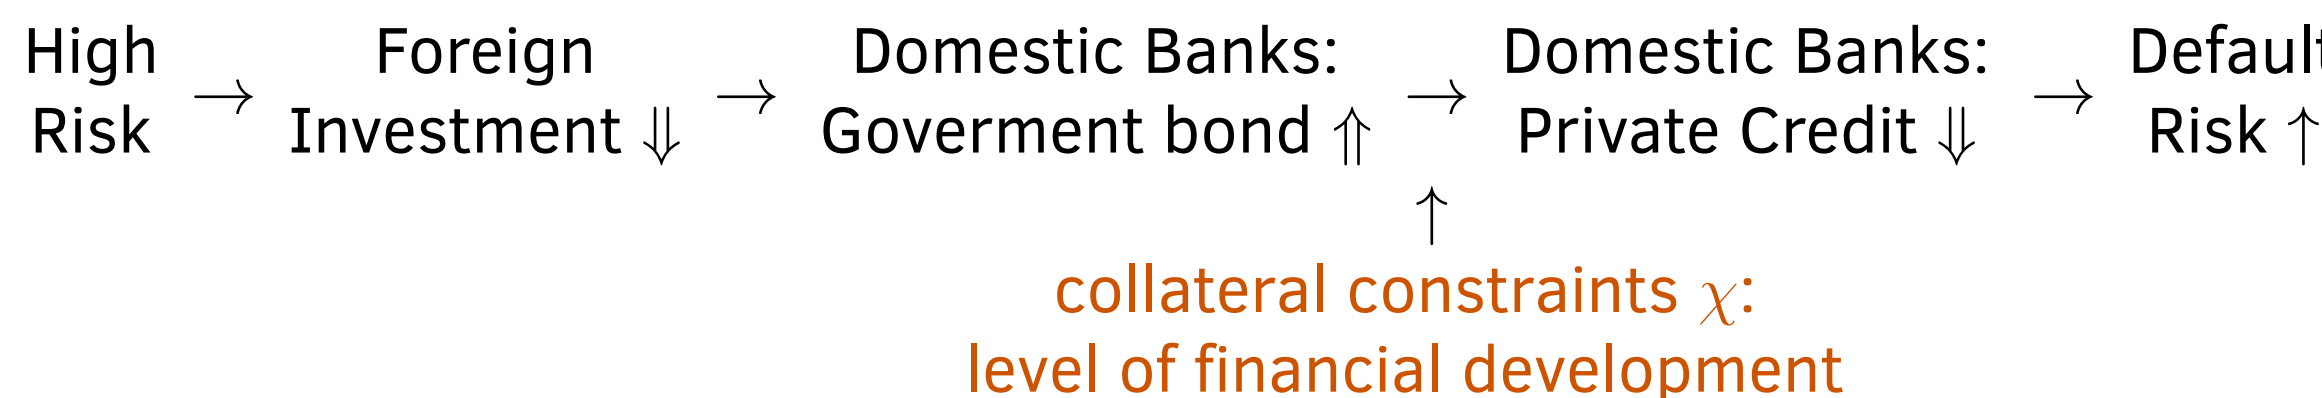 High Risk → Foreign Investment ⇓ → Domestic Banks: Goverment bond ⇑ → Domestic Banks: Private Credit ⇓ → Default Risk ↑
↑
collateral constraints χ:
level of financial development